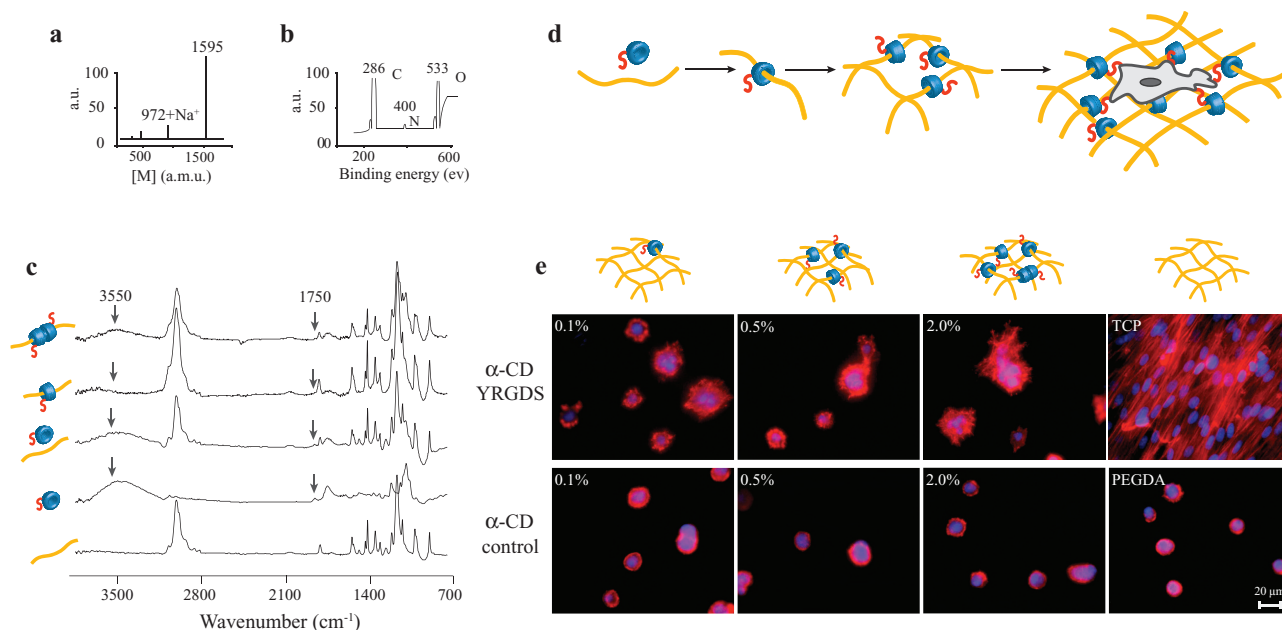 a
1595
100
a.u.
50
972+Na⁺
00
500
1500
[M] (a.m.u.)
b
286
C
533
O
100
a.u.
50
400
N
00
200
600
Binding energy (ev)
d
c
3550
1750
3500
2800
2100
1400
700
Wavenumber (cm⁻¹)
e
α-CD
YRGDS
0.1%
0.5%
2.0%
TCP
α-CD
control
0.1%
0.5%
2.0%
PEGDA
20 μm